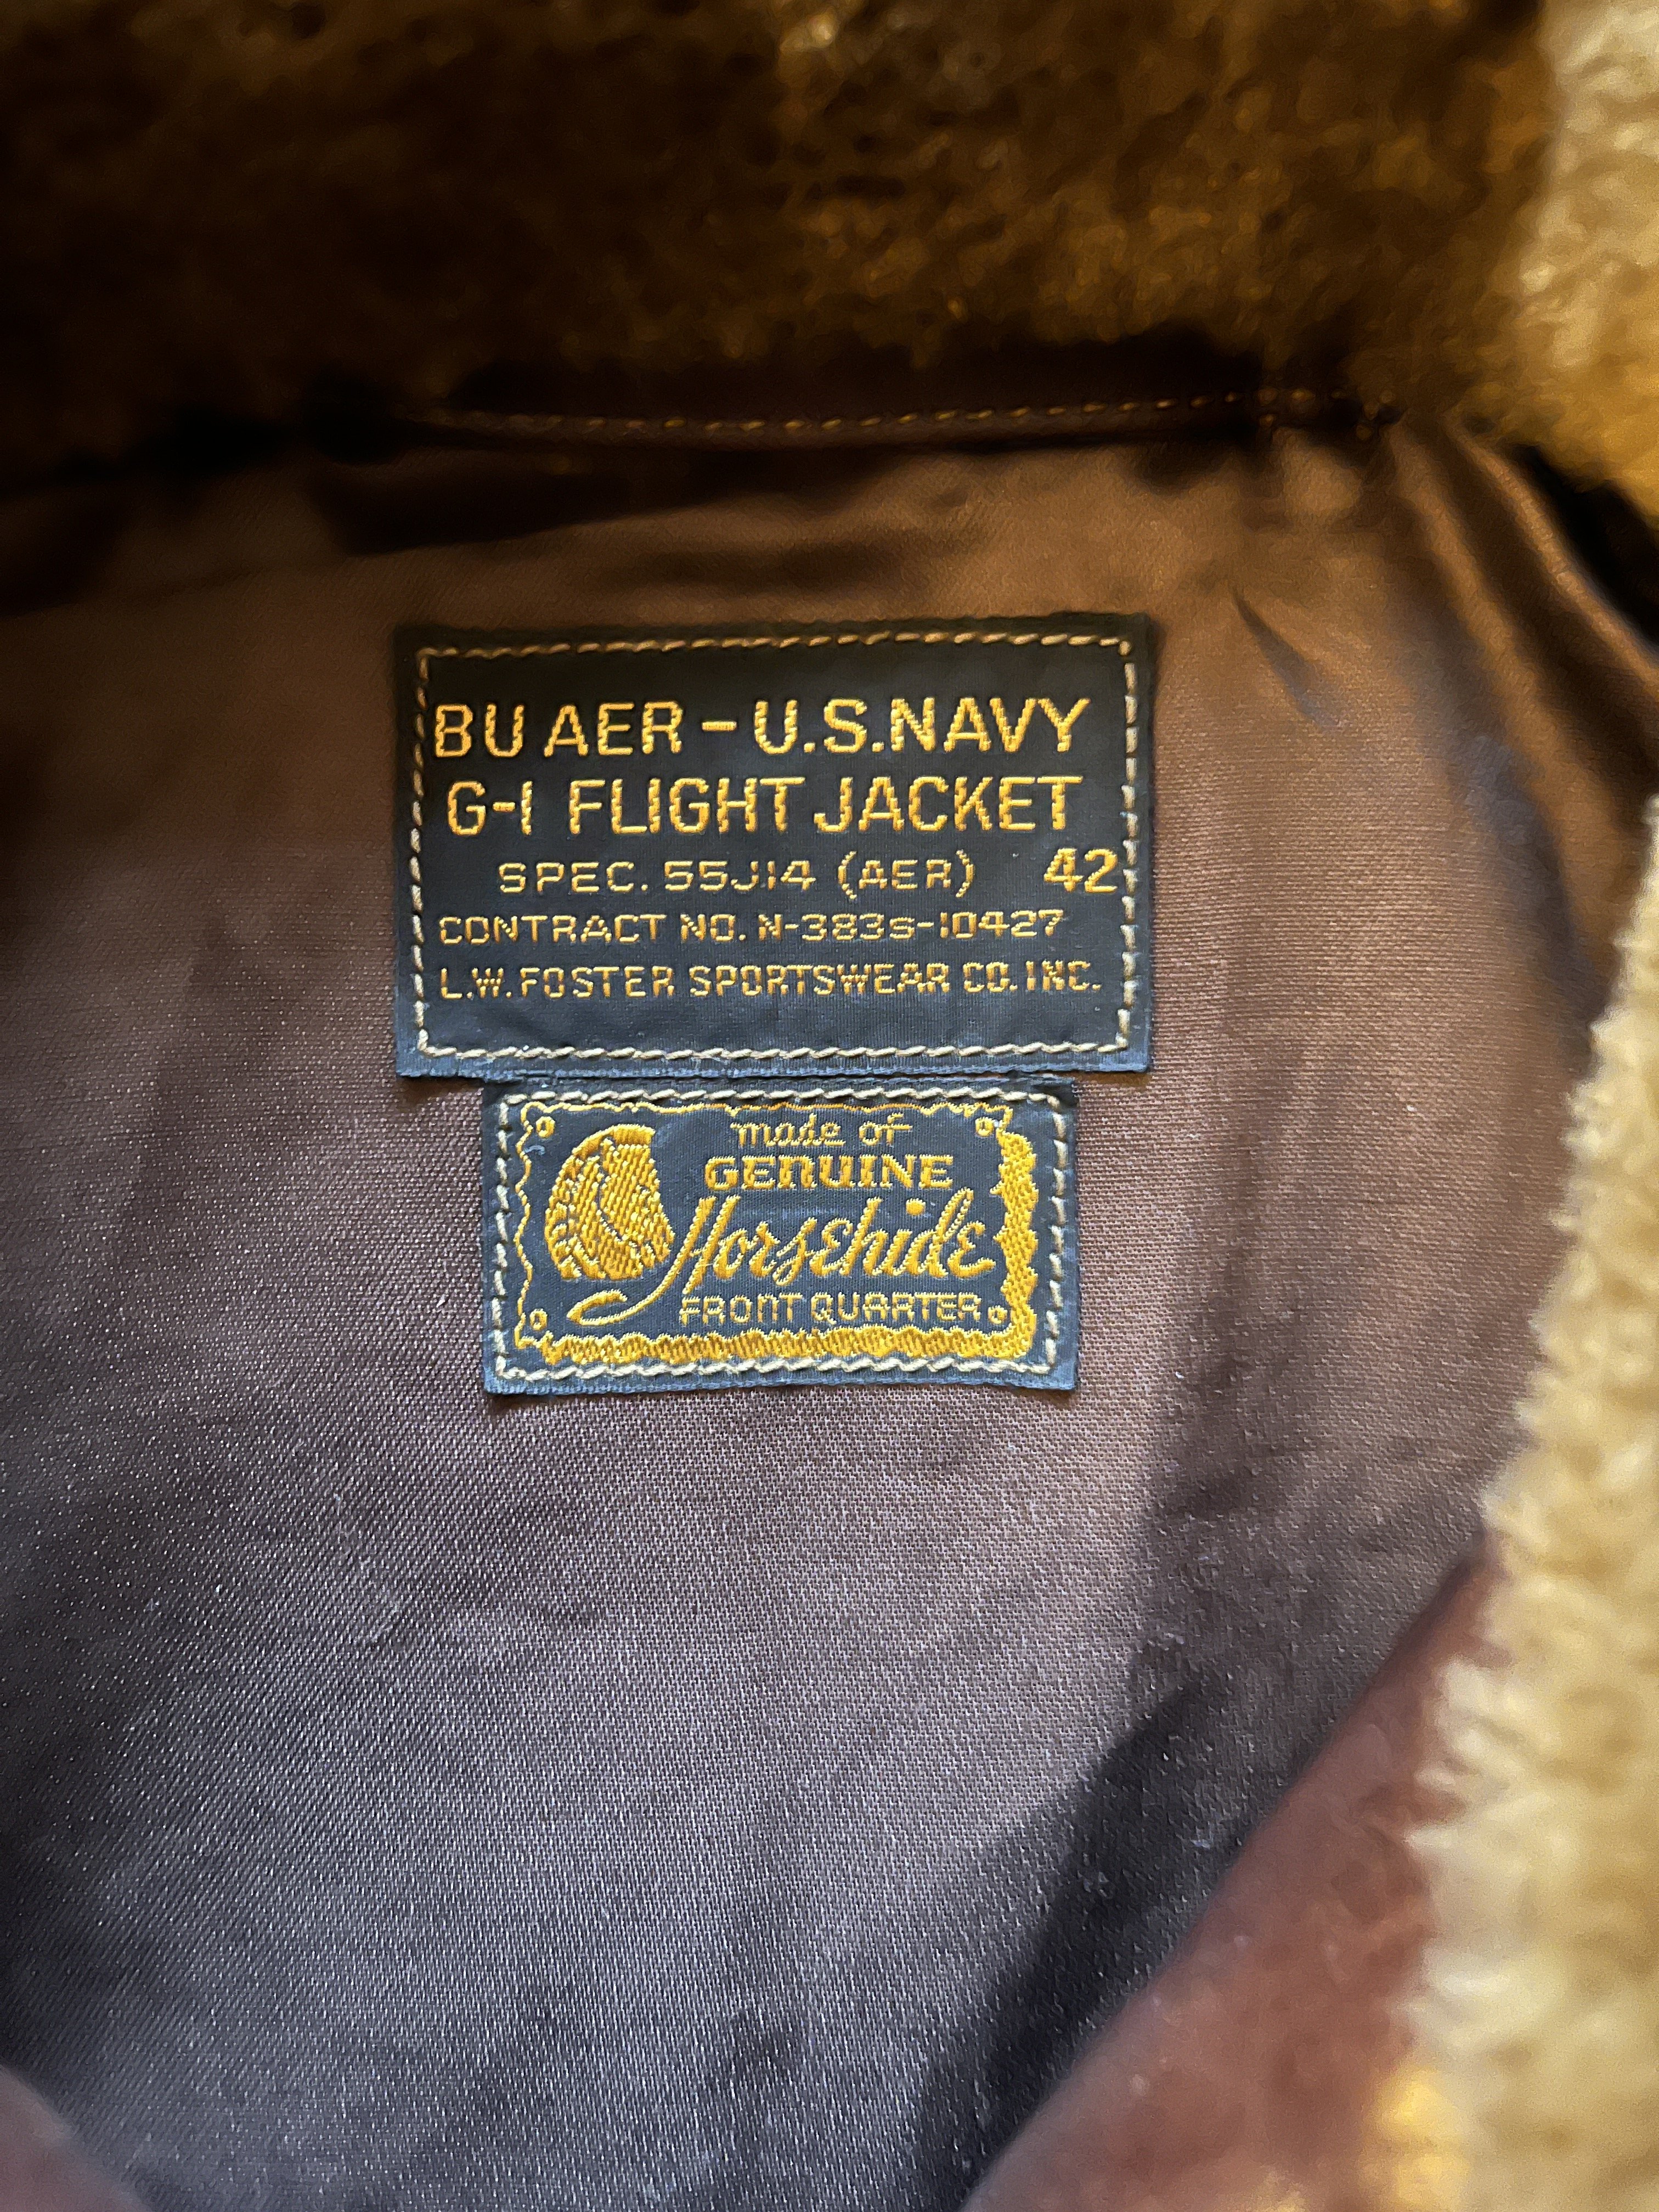 BU AER - U.S.NAVY
G-1 FLIGHT JACKET
SPEC. 55J14 (AER) 42
CONTRACT NO. N-383s-10427
L.W. FOSTER SPORTSWEAR CO. INC.
made of
GENUINE
Horsehide
FRONT QUARTER